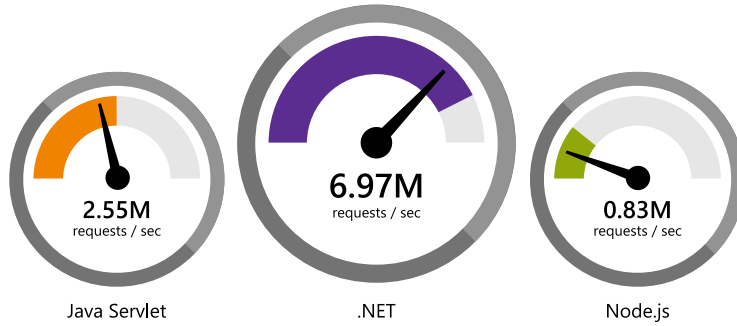 2.55M
requests / sec
Java Servlet
6.97M
requests / sec
.NET
0.83M
requests / sec
Node.js